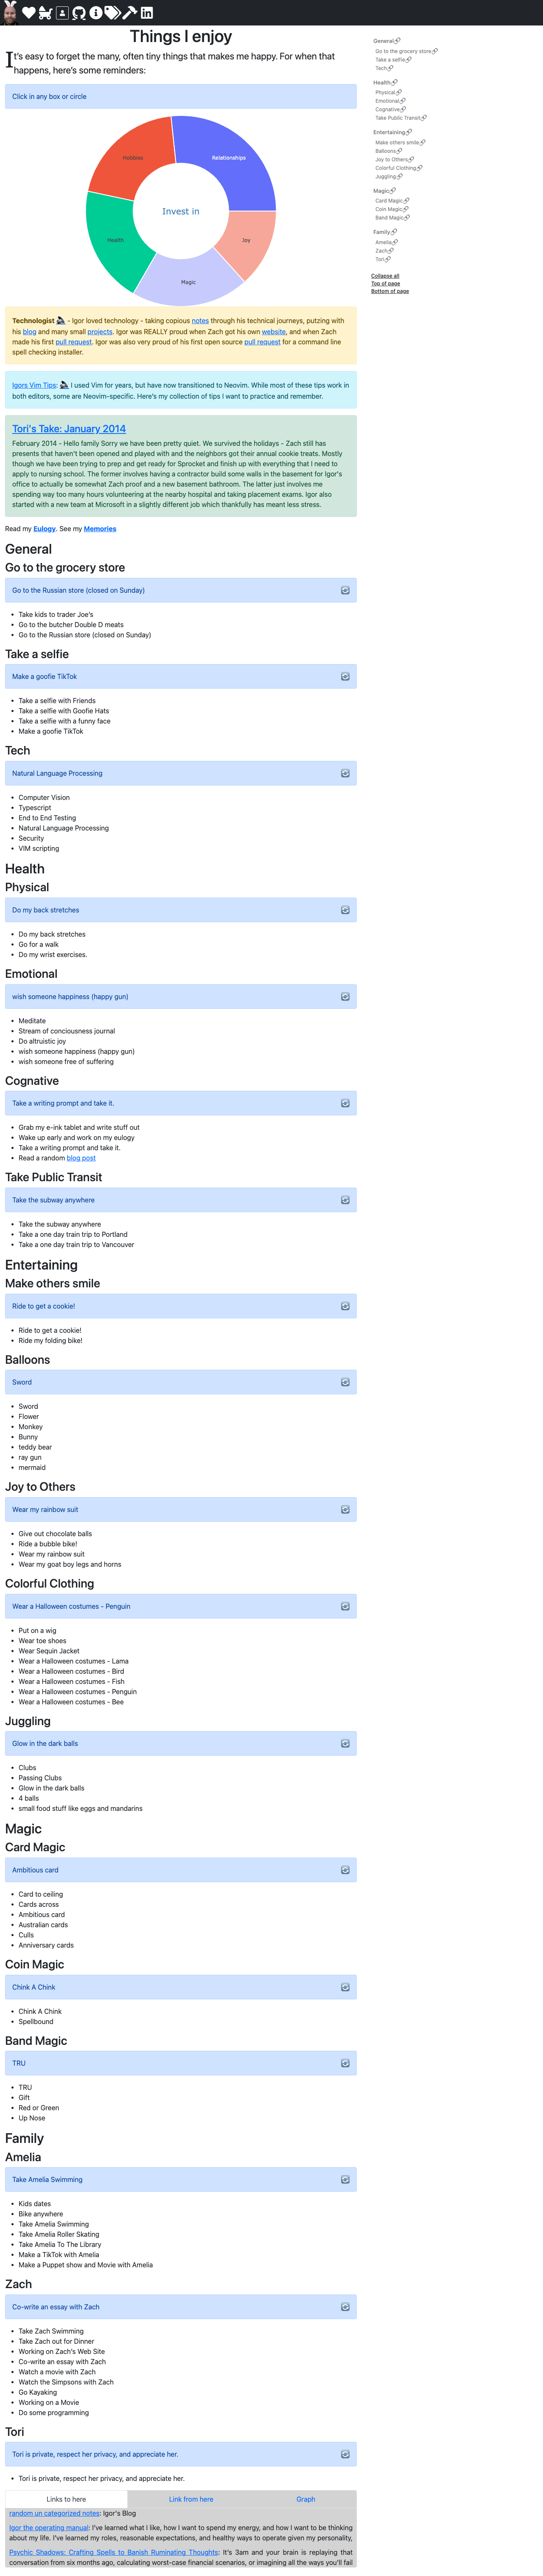 Things I enjoy
It's easy to forget the many, often tiny things that makes me happy. For when that
happens, here's some reminders:
Click in any box or circle
Hobbies
Relationships
Invest in
Health
Joy
Magic
Technologist - Igor loved technology - taking copious notes through his technical journeys, putzing with
his blog and many small projects. Igor was REALLY proud when Zach got his own website, and when Zach
made his first pull request. Igor was also very proud of his first open source pull request for a command line
spell checking installer.
Igors Vim Tips: I used Vim for years, but have now transitioned to Neovim. While most of these tips work in
both editors, some are Neovim-specific. Here's my collection of tips I want to practice and remember.
Tori's Take: January 2014
February 2014 - Hello family Sorry we have been pretty quiet. We survived the holidays - Zach still has
presents that haven't been opened and played with and the neighbors got their annual cookie treats. Mostly
though we have been trying to prep and get ready for Sprocket and finish up with everything that I need to
apply to nursing school. The former involves having a contractor build some walls in the basement for Igor's
office to actually be somewhat Zach proof and a new basement bathroom. The latter just involves me
spending way too many hours volunteering at the nearby hospital and taking placement exams. Igor also
started with a new team at Microsoft in a slightly different job which thankfully has meant less stress.
Read my Eulogy. See my Memories
General
Go to the grocery store
Go to the Russian store (closed on Sunday)
Take kids to trader Joe's
Go to the butcher Double D meats
Go to the Russian store (closed on Sunday)
Take a selfie
Make a goofie TikTok
Take a selfie with Friends
Take a selfie with Goofie Hats
Take a selfie with a funny face
Make a goofie TikTok
Tech
Natural Language Processing
Computer Vision
Typescript
End to End Testing
Natural Language Processing
Security
VIM scripting
Health
Physical
Do my back stretches
Do my back stretches
Go for a walk
Do my wrist exercises.
Emotional
wish someone happiness (happy gun)
Meditate
Stream of conciousness journal
Do altruistic joy
wish someone happiness (happy gun)
wish someone free of suffering
Cognative
Take a writing prompt and take it.
Grab my e-ink tablet and write stuff out
Wake up early and work on my eulogy
Take a writing prompt and take it.
Read a random blog post
Take Public Transit
Take the subway anywhere
Take the subway anywhere
Take a one day train trip to Portland
Take a one day train trip to Vancouver
Entertaining
Make others smile
Ride to get a cookie!
Ride to get a cookie!
Ride my folding bike!
Balloons
Sword
Sword
Flower
Monkey
Bunny
teddy bear
ray gun
mermaid
Joy to Others
Wear my rainbow suit
Give out chocolate balls
Ride a bubble bike!
Wear my rainbow suit
Wear my goat boy legs and horns
Colorful Clothing
Wear a Halloween costumes - Penguin
Put on a wig
Wear toe shoes
Wear Sequin Jacket
Wear a Halloween costumes - Lama
Wear a Halloween costumes - Bird
Wear a Halloween costumes - Fish
Wear a Halloween costumes - Penguin
Wear a Halloween costumes - Bee
Juggling
Glow in the dark balls
Clubs
Passing Clubs
Glow in the dark balls
4 balls
small food stuff like eggs and mandarins
Magic
Card Magic
Ambitious card
Card to ceiling
Cards across
Ambitious card
Australian cards
Culls
Anniversary cards
Coin Magic
Chink A Chink
Chink A Chink
Spellbound
Band Magic
TRU
TRU
Gift
Red or Green
Up Nose
Family
Amelia
Take Amelia Swimming
Kids dates
Bike anywhere
Take Amelia Swimming
Take Amelia Roller Skating
Take Amelia To The Library
Make a TikTok with Amelia
Make a Puppet show and Movie with Amelia
Zach
Co-write an essay with Zach
Take Zach Swimming
Take Zach out for Dinner
Working on Zach's Web Site
Co-write an essay with Zach
Watch a movie with Zach
Watch the Simpsons with Zach
Go Kayaking
Working on a Movie
Do some programming
Tori
Tori is private, respect her privacy, and appreciate her.
Tori is private, respect her privacy, and appreciate her.
Links to here
Link from here
Graph
random un categorized notes: Igor's Blog
Igor the operating manual: I've learned what I like, how I want to spend my energy, and how I want to be thinking
about my life. I've learned my roles, reasonable expectations, and healthy ways to operate given my personality,
Psychic Shadows: Crafting Spells to Banish Ruminating Thoughts: It's 3am and your brain is replaying that
conversation from six months ago, calculating worst-case financial scenarios, or imagining all the ways you'll fail
General
Go to the grocery store
Take a selfie
Tech
Health
Physical
Emotional
Cognative
Take Public Transit
Entertaining
Make others smile
Balloons
Joy to Others
Colorful Clothing
Juggling
Magic
Card Magic
Coin Magic
Band Magic
Family
Amelia
Zach
Tori
Collapse all
Top of page
Bottom of page